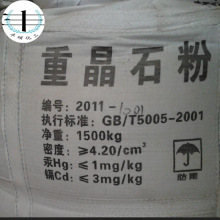 重晶石粉
编号: 2011-1001
执行标准: GB/T5005-2001
净重: 1500kg
密度: ≥4.20/cm³
汞Hg: ≤1mg/kg
镉Cd: ≤3mg/kg
防潮